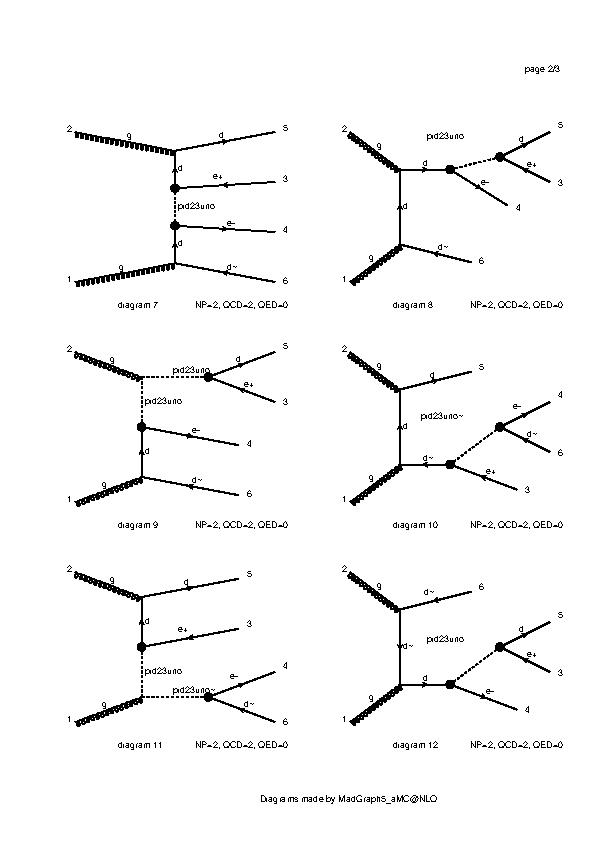 page 2/3
2 g d 5
d
e+ 3
pid23uno
e- 4
d
1 g d~ 6
diagram 7 NP=2, QCD=2, QED=0
2 g pid23uno d 5
d
e+ 3
e- 4
d
1 g d~ 6
diagram 8 NP=2, QCD=2, QED=0
2 g pid23uno d 5
e+ 3
pid23uno
e- 4
d
1 g d~ 6
diagram 9 NP=2, QCD=2, QED=0
2 g d 5
pid23uno~ e- 4
d
d~ 6
d~
e+ 3
1 g
diagram 10 NP=2, QCD=2, QED=0
2 g d 5
d
e+ 3
pid23uno
e- 4
pid23uno~
1 g d~ 6
diagram 11 NP=2, QCD=2, QED=0
2 g d~ 6
pid23uno d 5
d~
e+ 3
d
e- 4
1 g
diagram 12 NP=2, QCD=2, QED=0
Diagrams made by MadGraph5_aMC@NLO